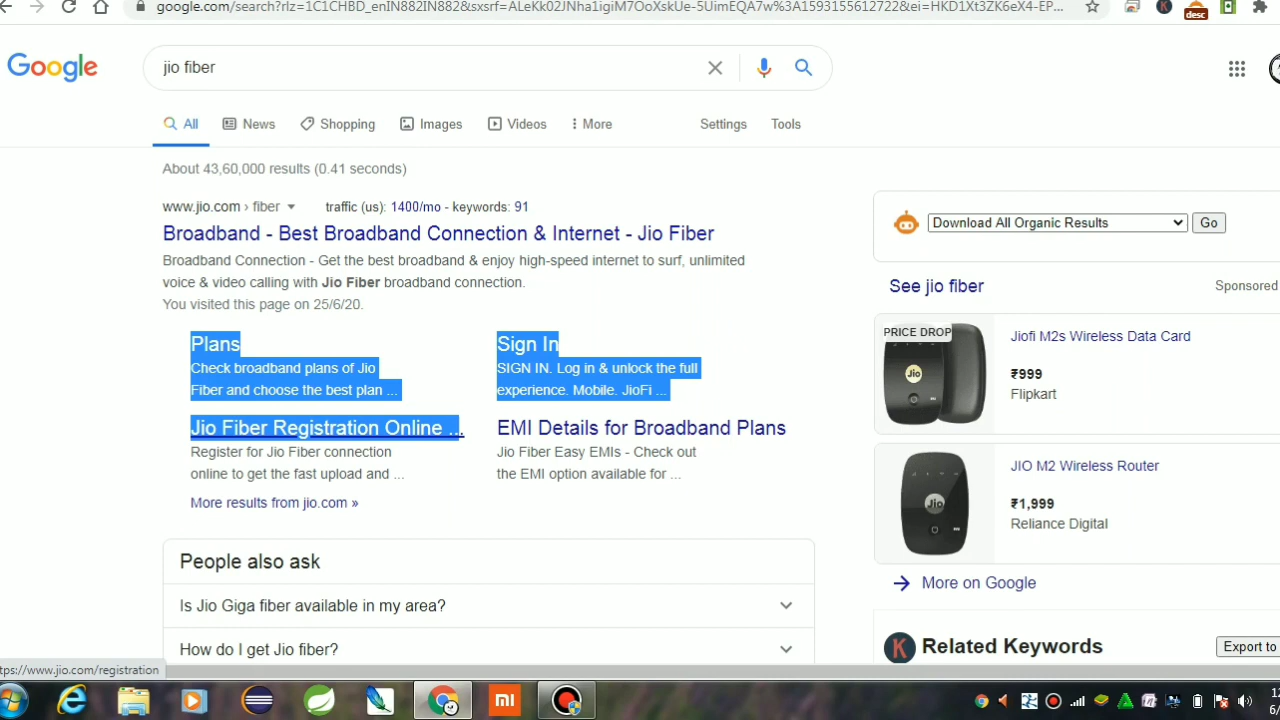 google.com/search?rlz=1C1CHBD_enIN882IN882&sxsrf=ALeKk02JNha1igiM7OoXskUe-5UimEQA7w%3A1593155612722&ei=HKD1Xt3ZK6eX4-EP...
desc
Google
jio fiber
All
News
Shopping
Images
Videos
More
Settings
Tools
About 43,60,000 results (0.41 seconds)
www.jio.com › fiber
traffic (us): 1400/mo - keywords: 91
Broadband - Best Broadband Connection & Internet - Jio Fiber
Broadband Connection - Get the best broadband & enjoy high-speed internet to surf, unlimited
voice & video calling with Jio Fiber broadband connection.
You visited this page on 25/6/20.
Plans
Check broadband plans of Jio
Fiber and choose the best plan ...
Sign In
SIGN IN. Log in & unlock the full
experience. Mobile. JioFi ...
Jio Fiber Registration Online ...
Register for Jio Fiber connection
online to get the fast upload and ...
EMI Details for Broadband Plans
Jio Fiber Easy EMIs - Check out
the EMI option available for ...
More results from jio.com »
People also ask
Is Jio Giga fiber available in my area?
How do I get Jio fiber?
Download All Organic Results
Go
See jio fiber
Sponsored
PRICE DROP
Jio
Jiofi M2s Wireless Data Card
₹999
Flipkart
Jio
JIO M2 Wireless Router
₹1,999
Reliance Digital
More on Google
K
Related Keywords
Export to
tps://www.jio.com/registration
mi